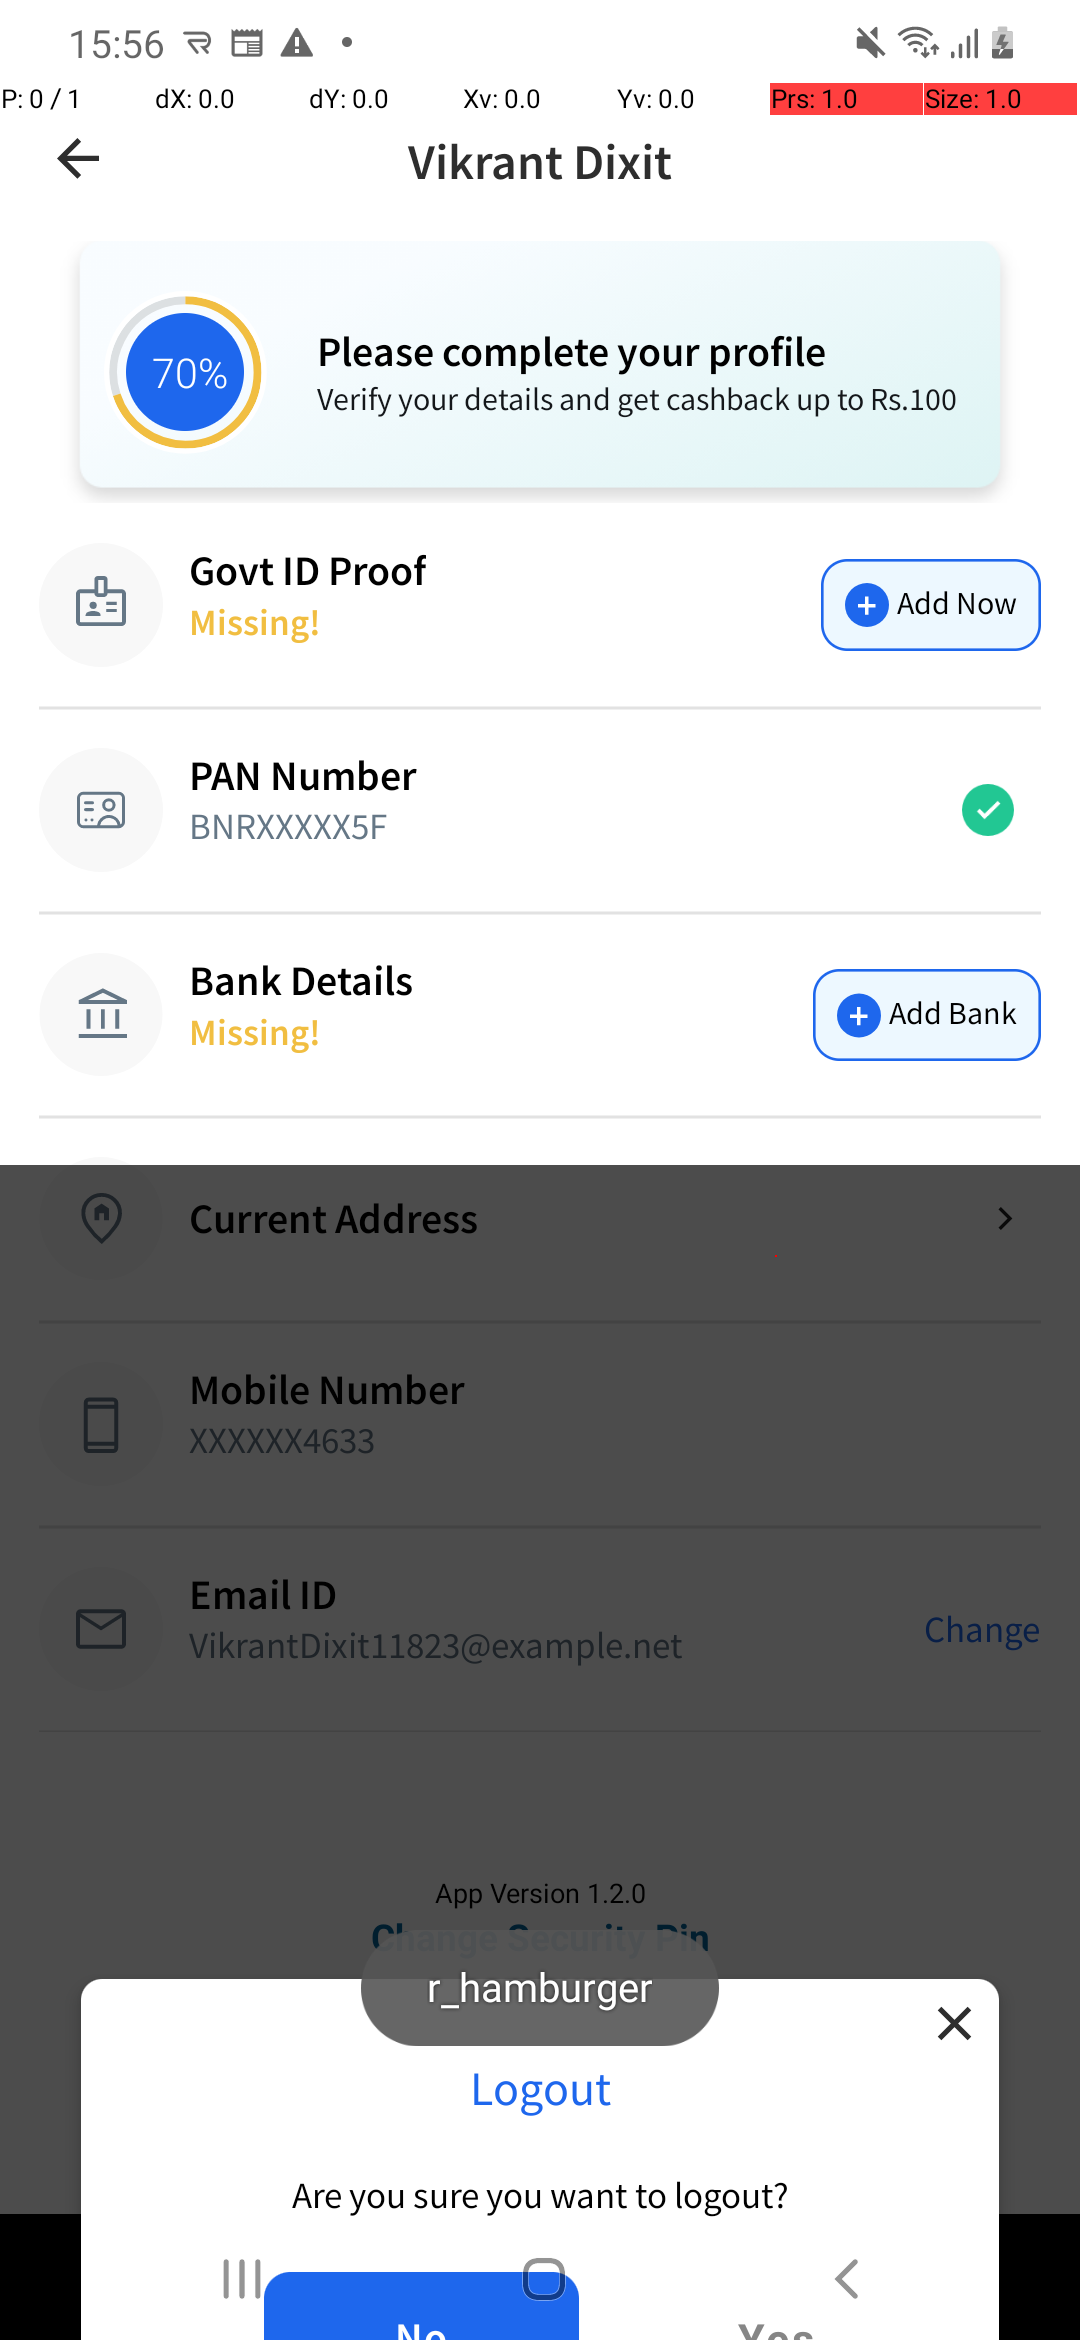 15:56
P: 0 / 1 dX: 0.0 dY: 0.0 Xv: 0.0 Yv: 0.0 Prs: 1.0 Size: 1.0
Vikrant Dixit
70%
Please complete your profile
Verify your details and get cashback up to Rs.100
Govt ID Proof
Missing!
Add Now
PAN Number
BNRXXXXX5F
Bank Details
Missing!
Add Bank
Current Address
Mobile Number
XXXXXX4633
Email ID
VikrantDixit11823@example.net
Change
App Version 1.2.0
Change Security Pin
r_hamburger
Logout
Are you sure you want to logout?
No Yes